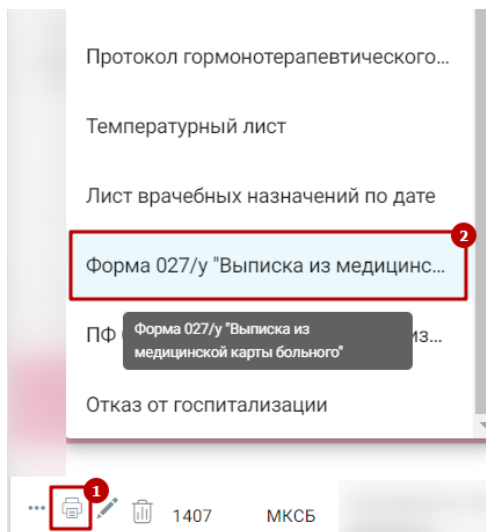 Протокол гормонотерапевтического...
Температурный лист
Лист врачебных назначений по дате
2
Форма 027/у "Выписка из медицинс...
ПФ
из...
Форма 027/у "Выписка из
медицинской карты больного"
Отказ от госпитализации
1
1407 МКСБ